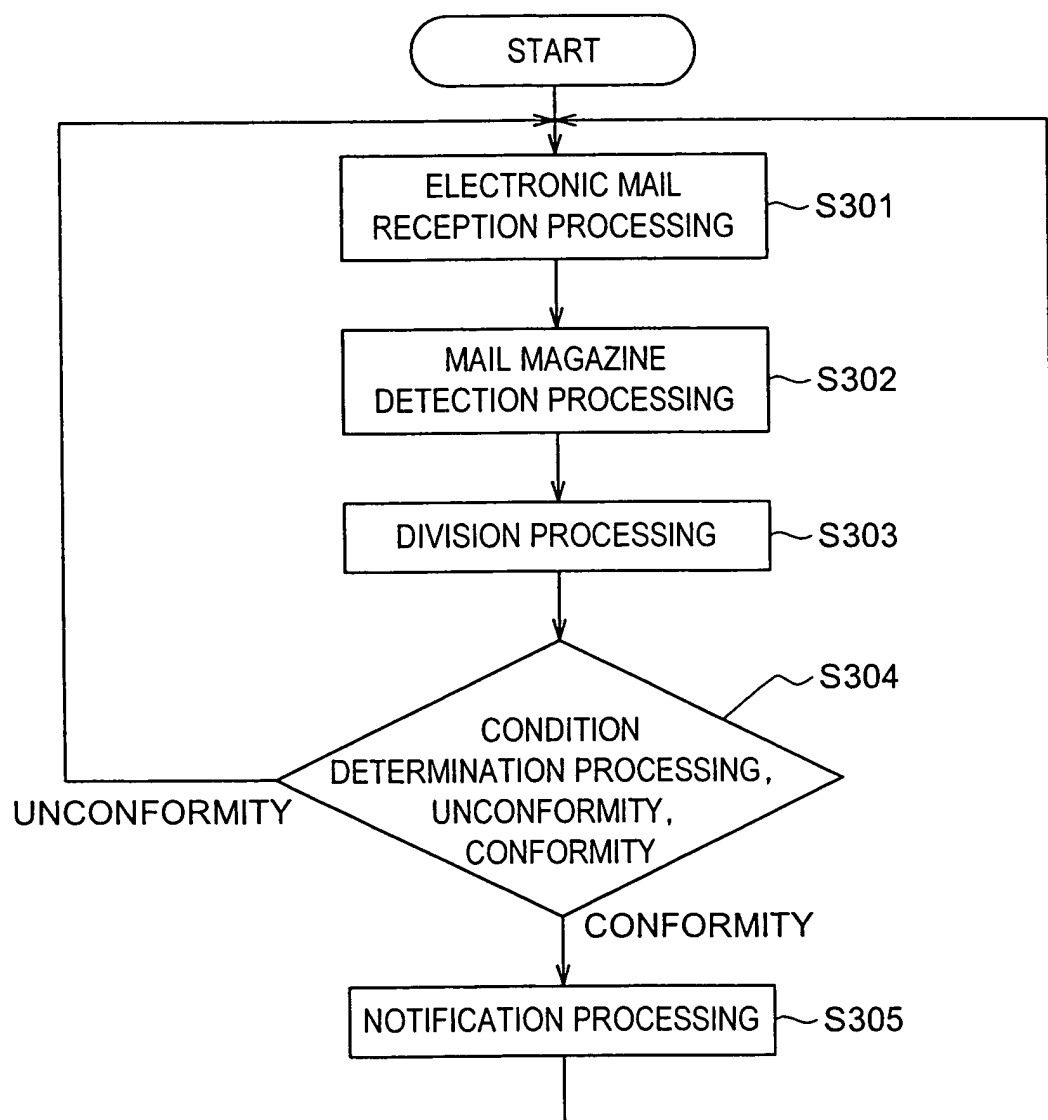 START
ELECTRONIC MAIL
RECEPTION PROCESSING
S301
MAIL MAGAZINE
DETECTION PROCESSING
S302
DIVISION PROCESSING
S303
S304
CONDITION
DETERMINATION PROCESSING,
UNCONFORMITY,
CONFORMITY
UNCONFORMITY
CONFORMITY
NOTIFICATION PROCESSING
S305